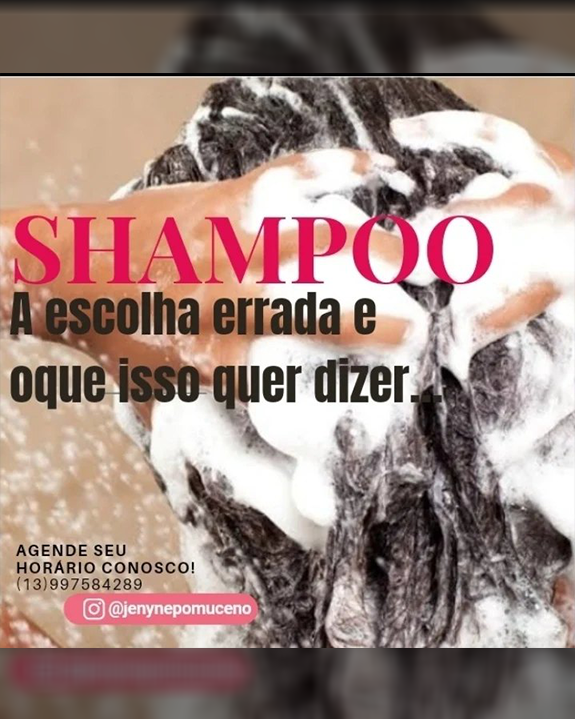 SHAMPOO
A escolha errada e
oque isso quer dizer...
AGENDE SEU
HORÁRIO CONOSCO!
(13)997584289
@jenynepomuceno